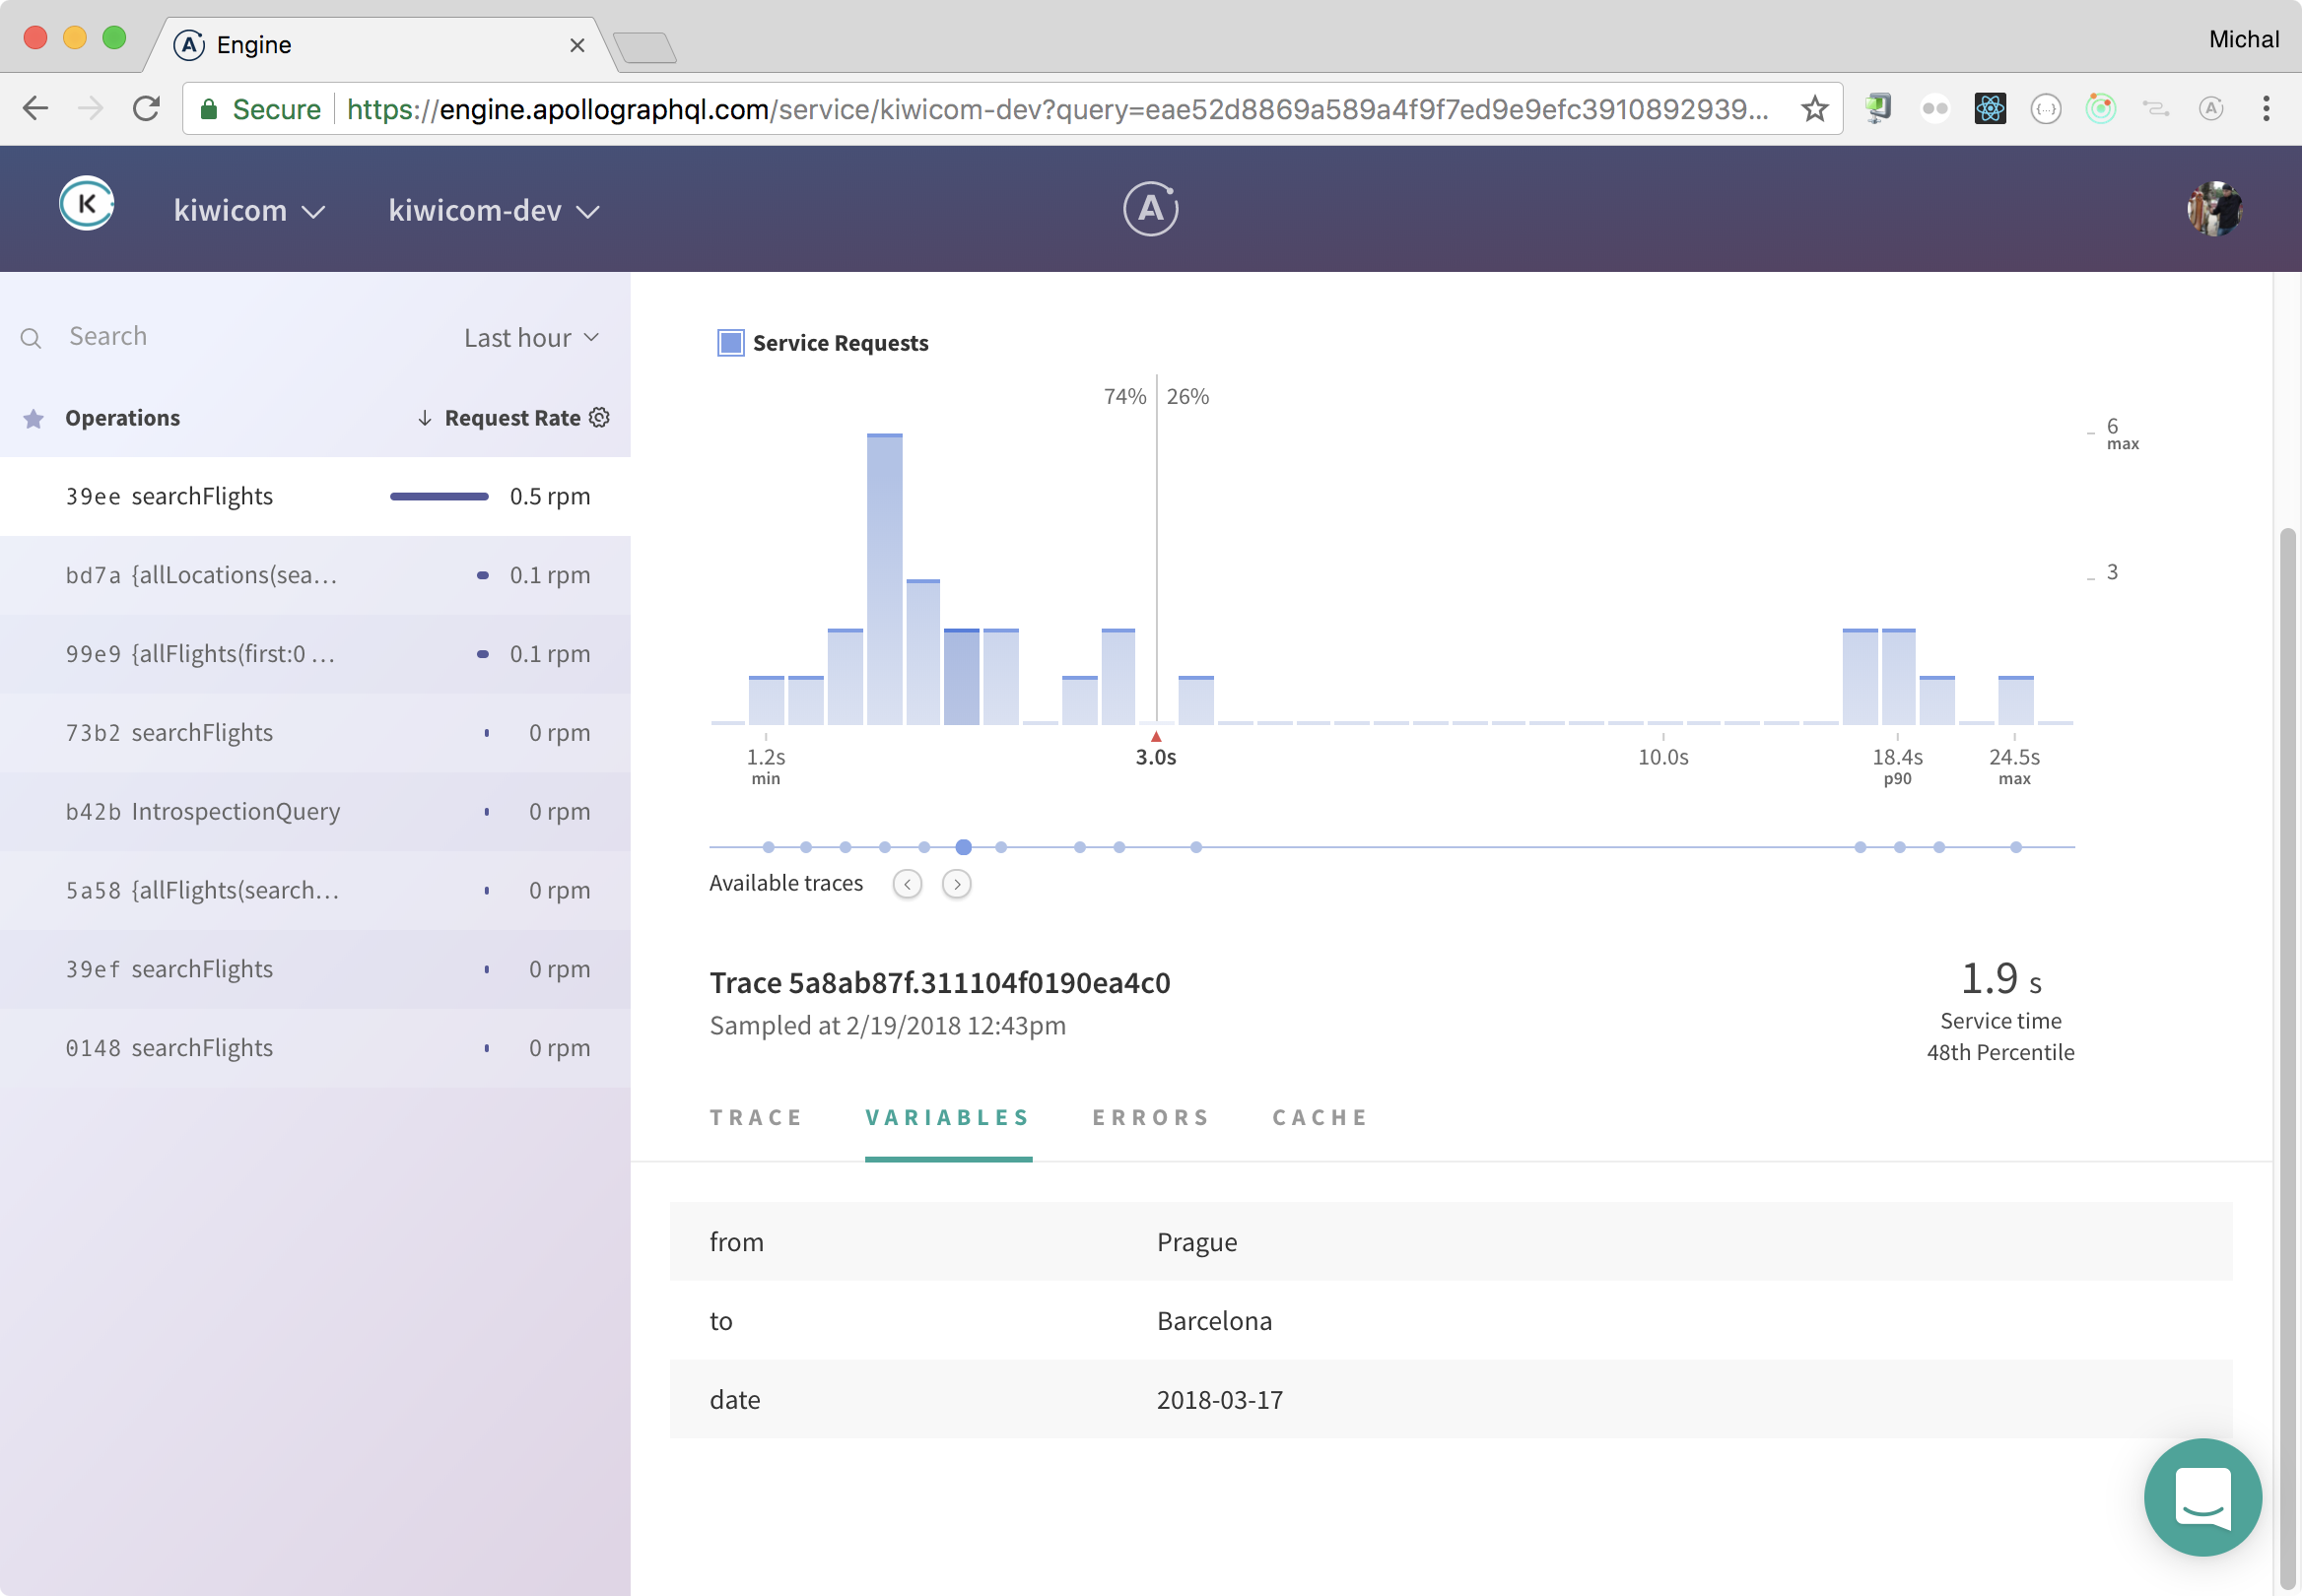 Engine
Michal
Secure https://engine.apollographql.com/service/kiwicom-dev?query=eae52d8869a589a4f9f7ed9e9efc3910892939...
K kiwicom kiwicom-dev A
Search Last hour
Operations Request Rate
39ee searchFlights 0.5 rpm
bd7a {allLocations(sea... 0.1 rpm
99e9 {allFlights(first:0 ... 0.1 rpm
73b2 searchFlights 0 rpm
b42b IntrospectionQuery 0 rpm
5a58 {allFlights(search... 0 rpm
39ef searchFlights 0 rpm
0148 searchFlights 0 rpm
Service Requests
74% 26%
6
max
3
1.2s 3.0s 10.0s 18.4s 24.5s
min p90 max
Available traces
Trace 5a8ab87f.311104f0190ea4c0
Sampled at 2/19/2018 12:43pm
1.9 s
Service time
48th Percentile
TRACE VARIABLES ERRORS CACHE
from Prague
to Barcelona
date 2018-03-17